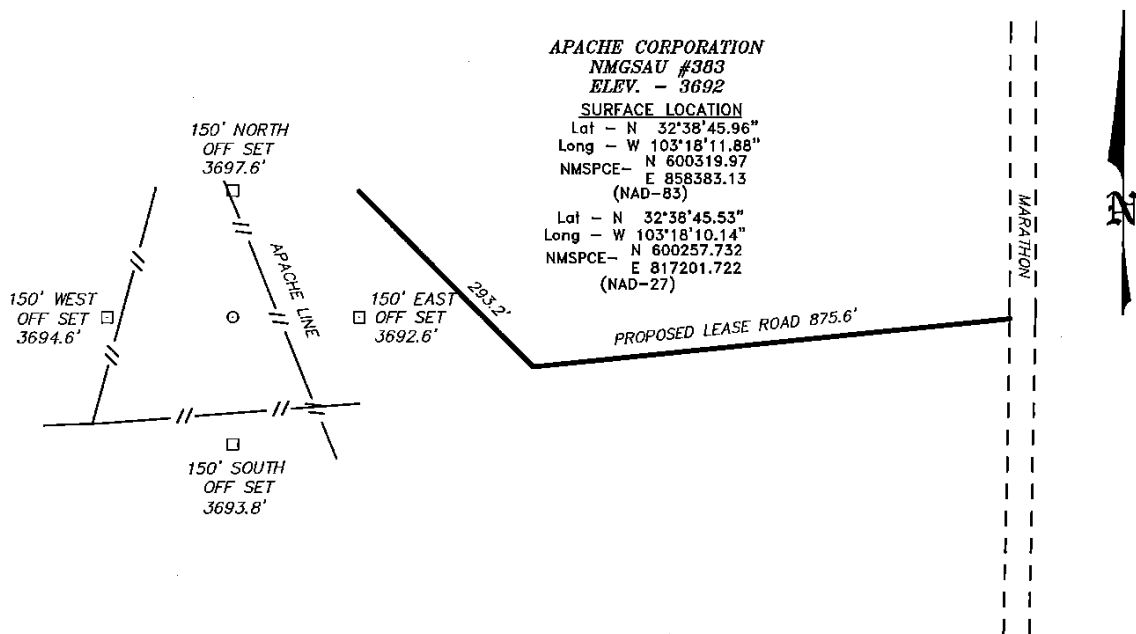 APACHE CORPORATION
NMGSAU #383
ELEV. - 3692
SURFACE LOCATION
Lat - N 32°38'45.96"
Long - W 103°18'11.88"
NMSPCE- N 600319.97
E 858383.13
(NAD-83)
Lat - N 32°38'45.53"
Long - W 103°18'10.14"
NMSPCE- N 600257.732
E 817201.722
(NAD-27)
150' NORTH
OFF SET
3697.6'
APACHE LINE
150' WEST
OFF SET
3694.6'
150' EAST
OFF SET
3692.6'
293.2'
PROPOSED LEASE ROAD 875.6'
MARATHON
N
150' SOUTH
OFF SET
3693.8'